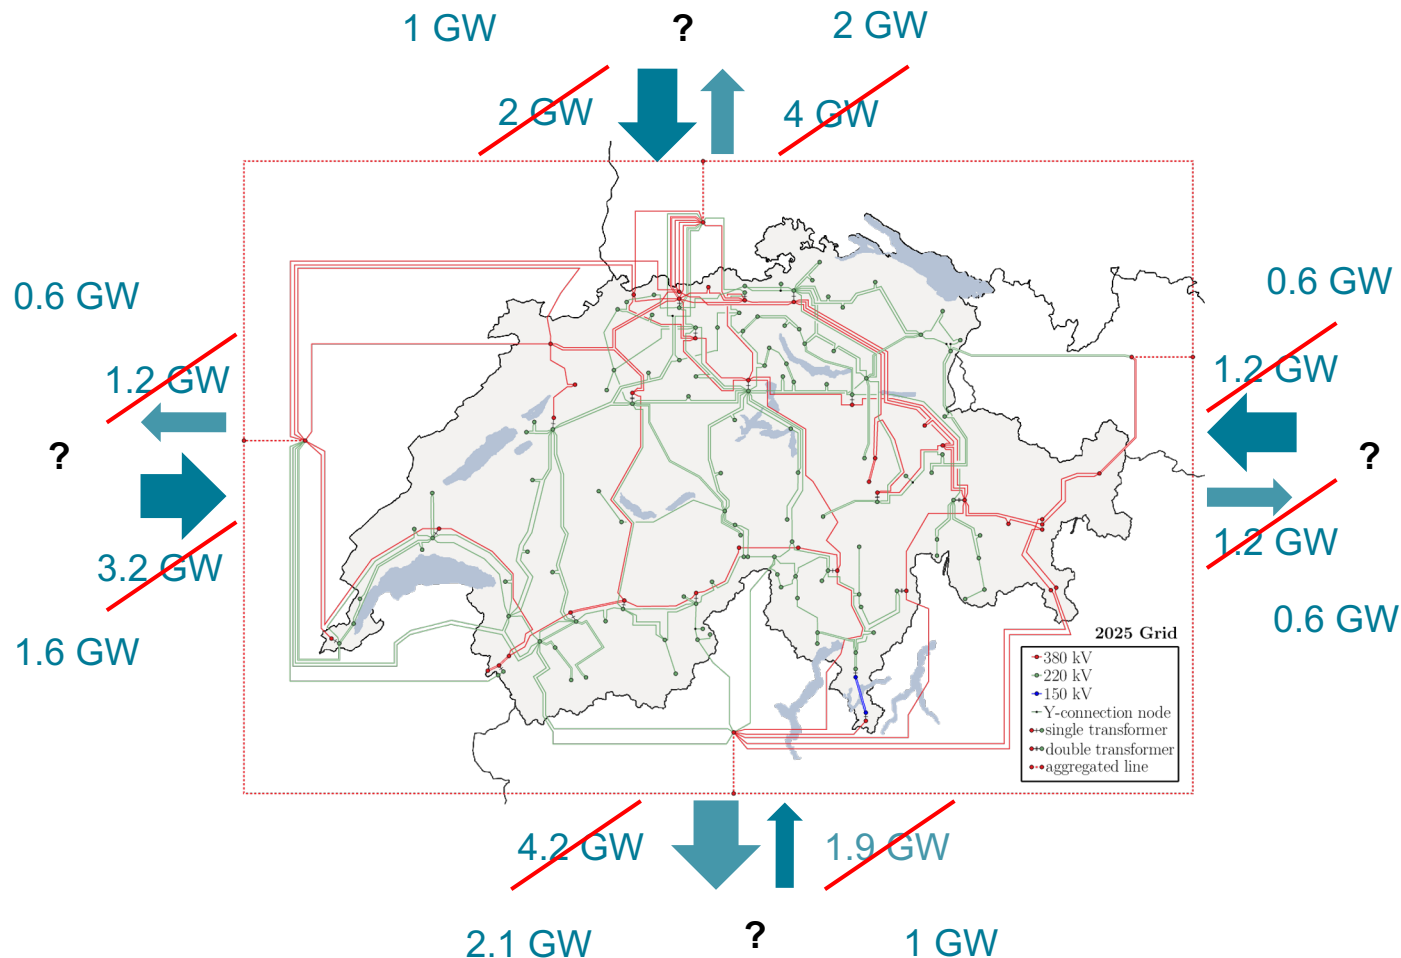 1 GW
?
2 GW
2 GW
4 GW
0.6 GW
0.6 GW
1.2 GW
1.2 GW
?
?
3.2 GW
1.2 GW
1.6 GW
0.6 GW
2025 Grid
380 kV
220 kV
150 kV
Y-connection node
single transformer
double transformer
aggregated line
4.2 GW
1.9 GW
2.1 GW
?
1 GW